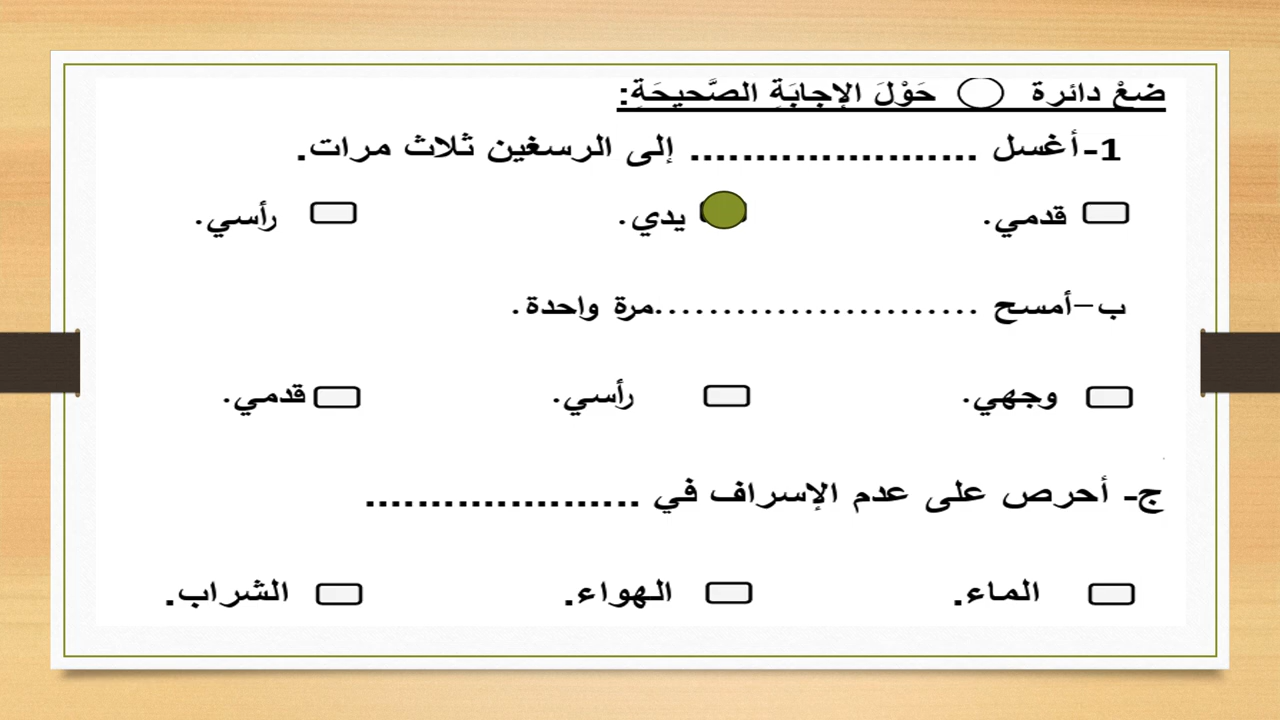 ضعْ دائرة حَوْلَ الإجابَةِ الصَّحيحَةِ:
1-أغسل ...................... إلى الرسغين ثلاث مرات.
قدمي. يدي. رأسي.
ب–أمسح ........................مرة واحدة.
وجهي. رأسي. قدمي.
ج- أحرص على عدم الإسراف في .....................
الماء. الهواء. الشراب.